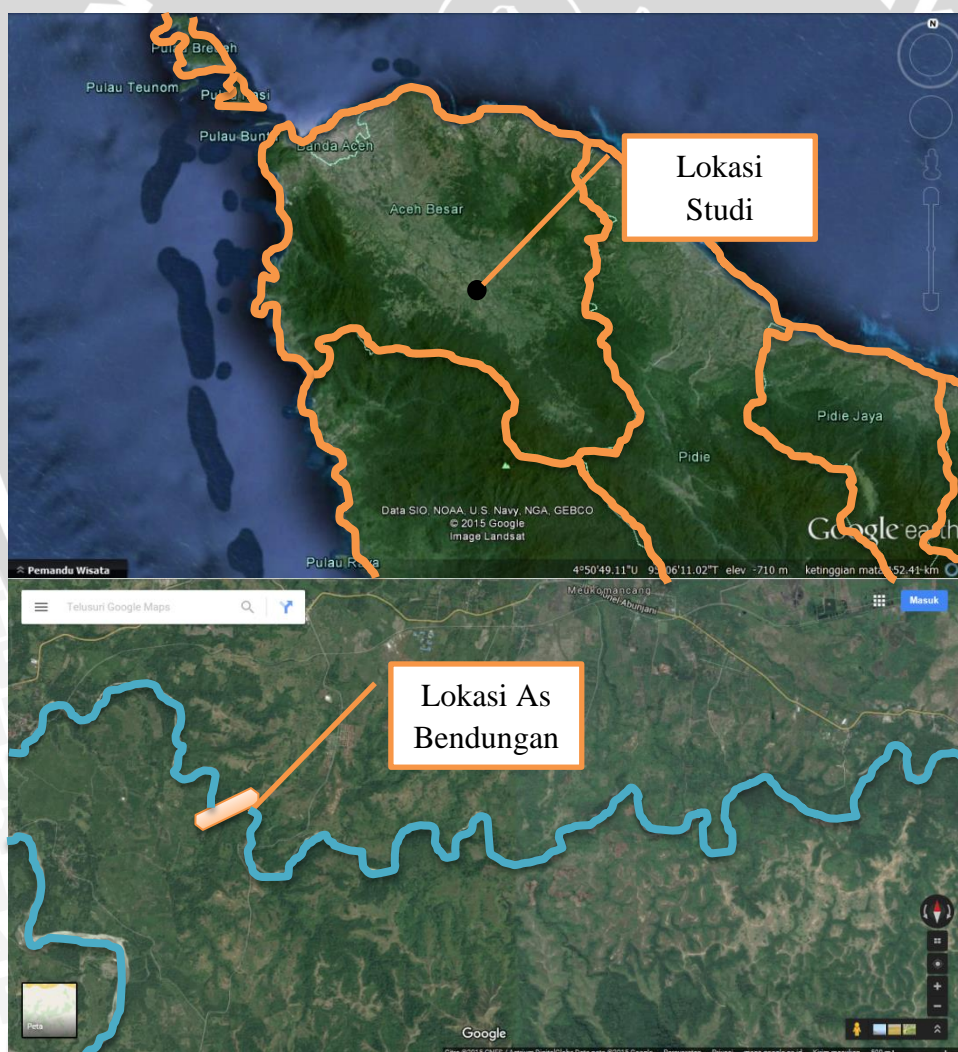 N
Pulau Breueh
Pulau Teunom
Pulau Nasi
Pulau Bunta
Banda Aceh
Lokasi
Studi
Aceh Besar
Pidie Jaya
Pidie
Data SIO, NOAA, U.S. Navy, NGA, GEBCO
© 2015 Google
Image Landsat
Google earth
Pulau Raya
Pemandu Wisata
4°50'49.11"U
elev -710 m
ketinggian mata
Telusuri Google Maps
Meukomancang
Masuk
Lokasi As
Bendungan
Peta
Google